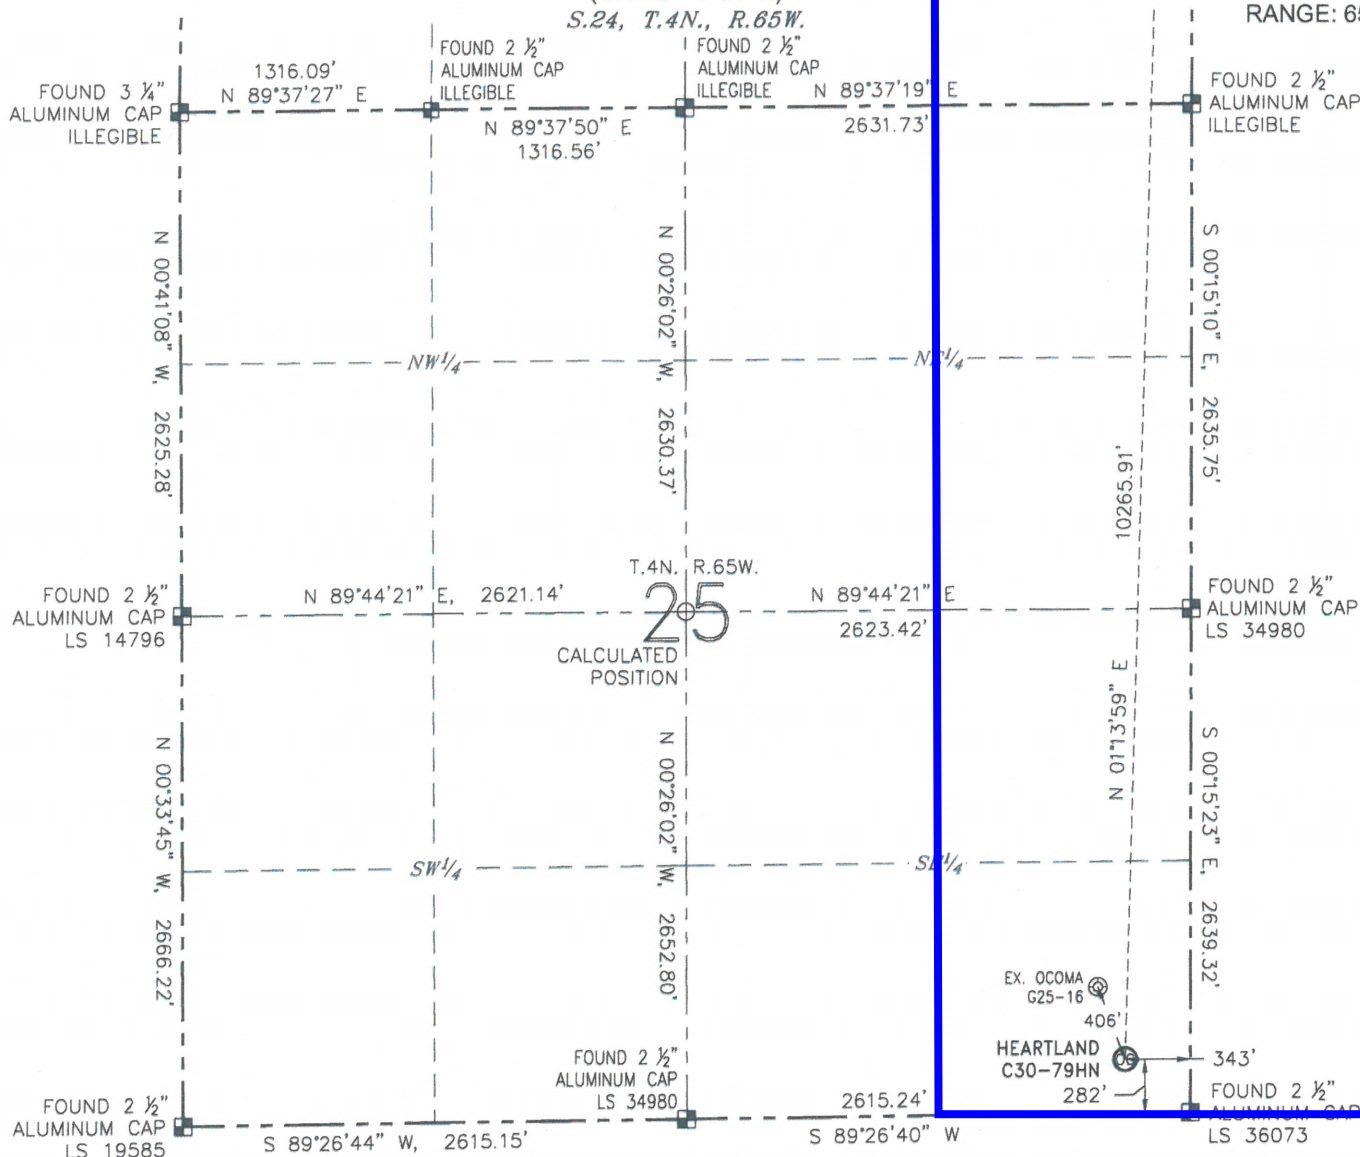 S.24, T.4N., R.65W.
RANGE: 65
FOUND 3 ¼"
ALUMINUM CAP
ILLEGIBLE
1316.09'
N 89°37'27" E
FOUND 2 ½"
ALUMINUM CAP
ILLEGIBLE
N 89°37'50" E
1316.56'
FOUND 2 ½"
ALUMINUM CAP
ILLEGIBLE
N 89°37'19" E
2631.73'
FOUND 2 ½"
ALUMINUM CAP
ILLEGIBLE
N 00°41'08" W, 2625.28'
N 00°26'02" W, 2630.37'
S 00°15'10" E, 2635.75'
NW¼
NE¼
10265.91'
T.4N. R.65W.
25
CALCULATED
POSITION
FOUND 2 ½"
ALUMINUM CAP
LS 14796
N 89°44'21" E, 2621.14'
N 89°44'21" E
2623.42'
FOUND 2 ½"
ALUMINUM CAP
LS 34980
N 01°13'59" E
N 00°33'45" W, 2666.22'
N 00°26'02" W, 2652.80'
S 00°15'23" E, 2639.32'
SW¼
SE¼
EX. OCOMA
G25-16
406'
HEARTLAND
C30-79HN
343'
282'
FOUND 2 ½"
ALUMINUM CAP
LS 19585
S 89°26'44" W, 2615.15'
FOUND 2 ½"
ALUMINUM CAP
LS 34980
2615.24'
S 89°26'40" W
FOUND 2 ½"
ALUMINUM CAP
LS 36073